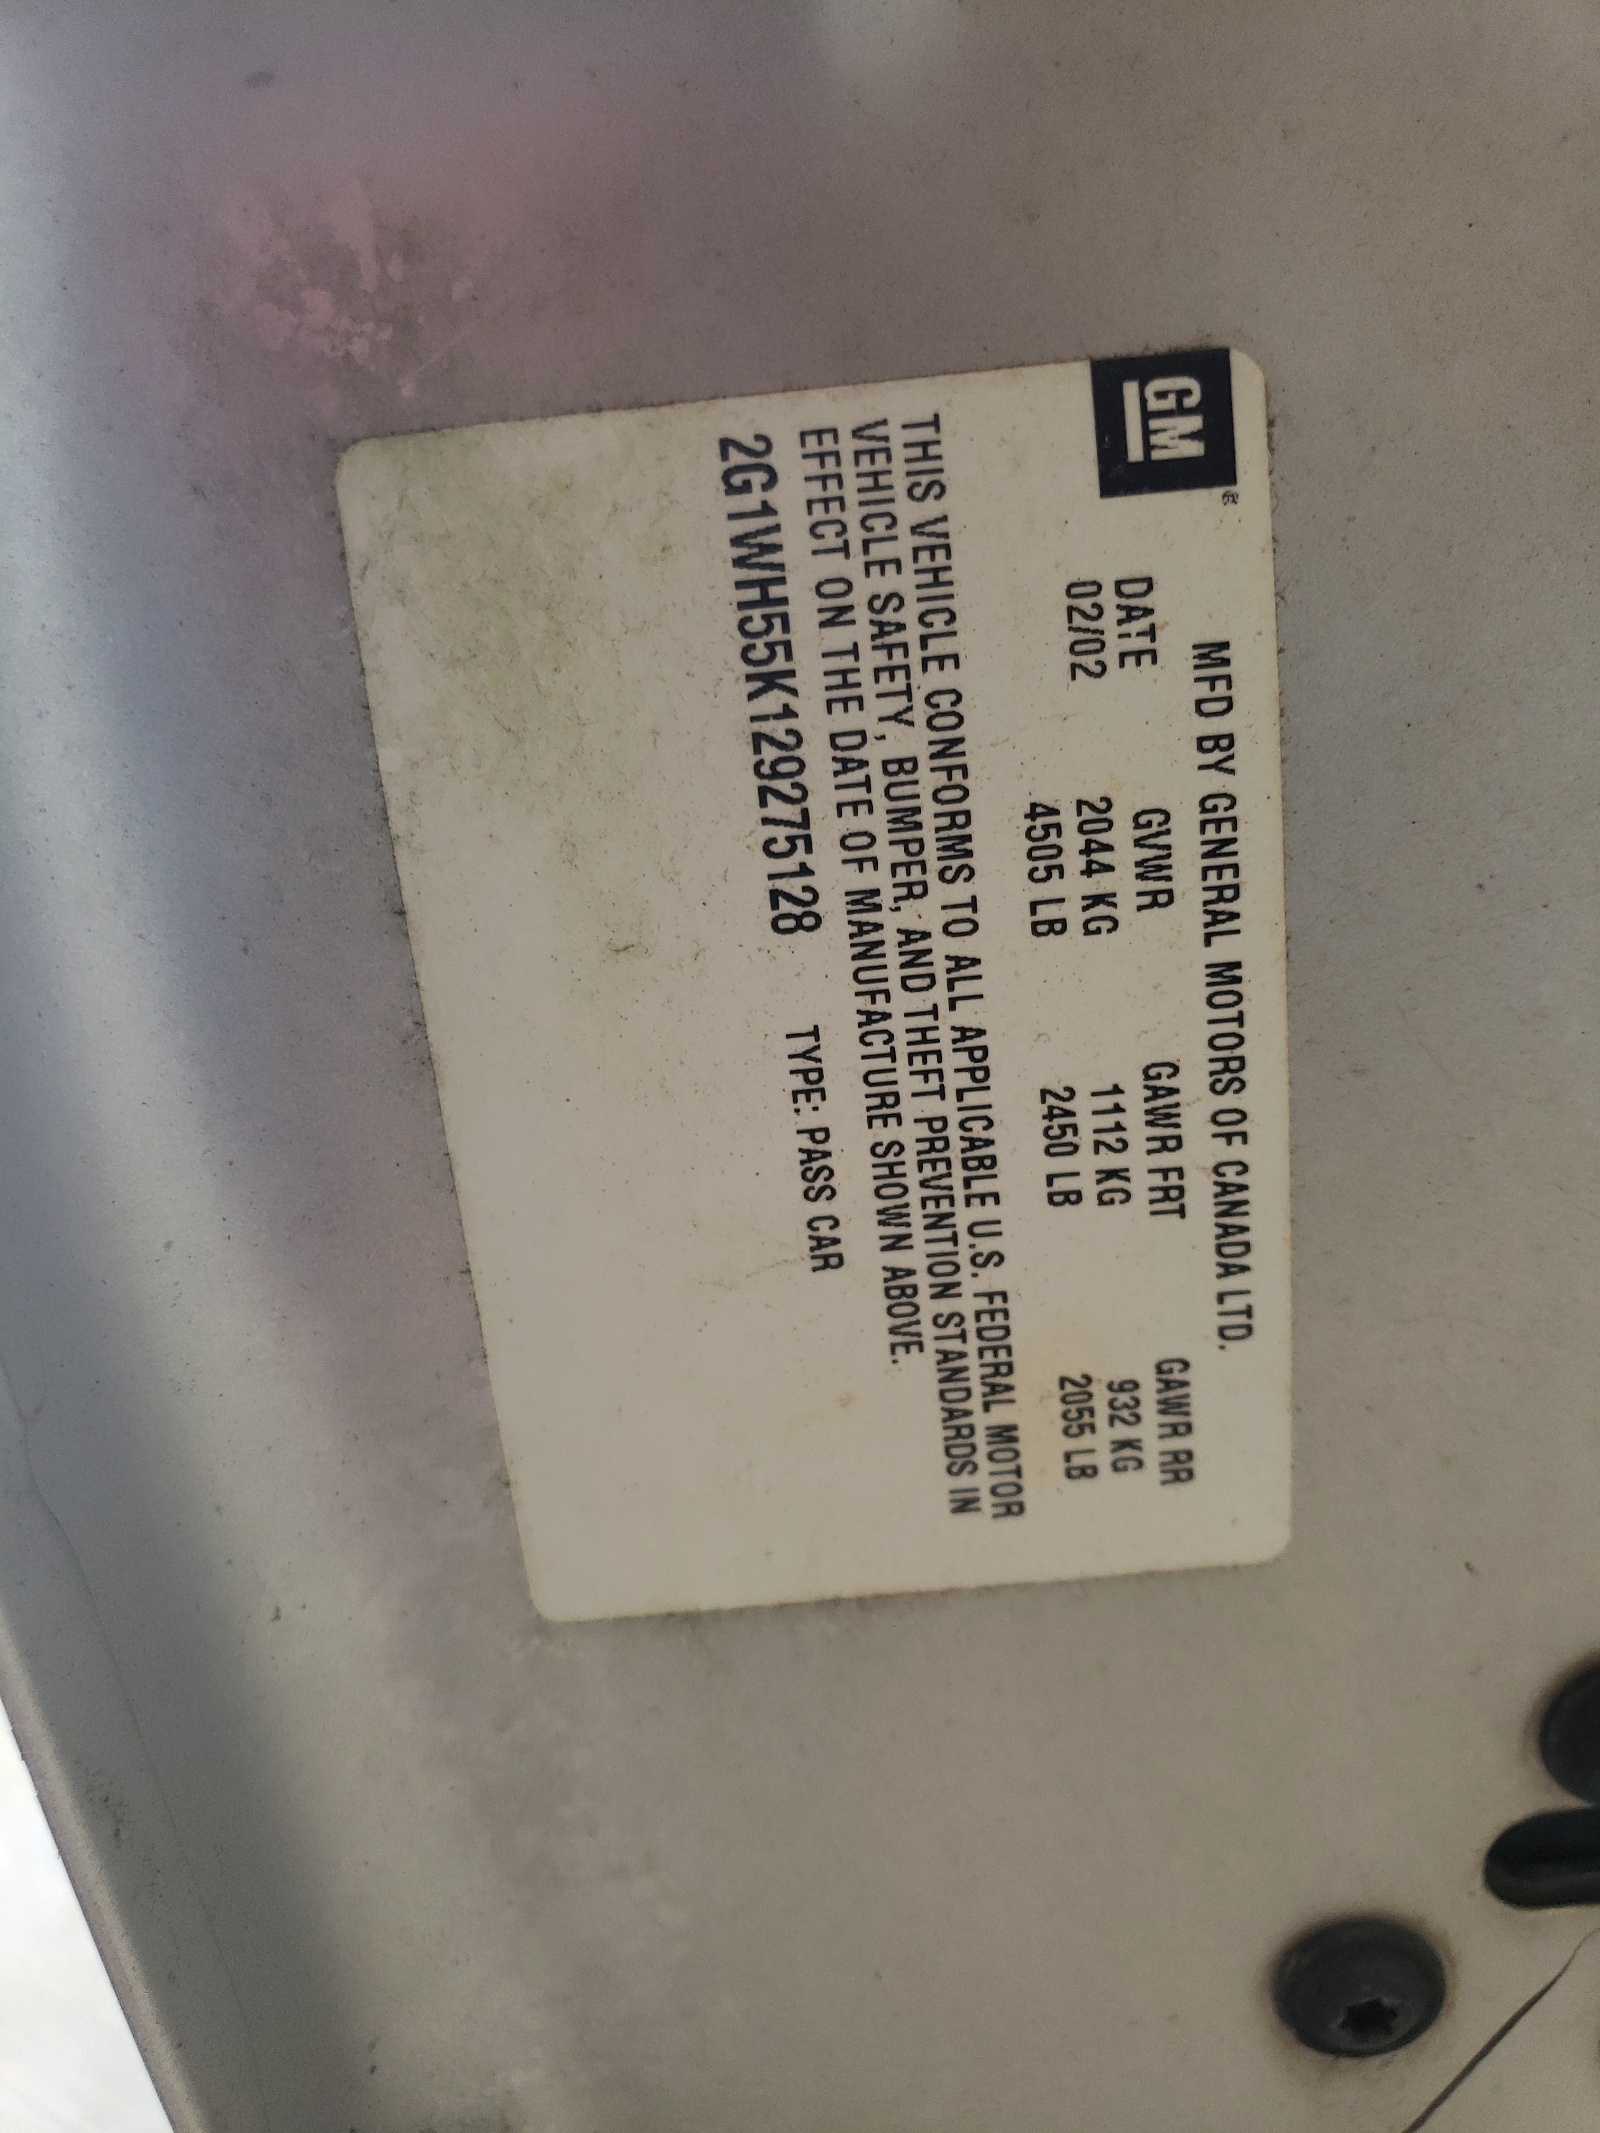 GM®
MFD BY GENERAL MOTORS OF CANADA LTD.
DATE GVWR GAWR FRT GAWR RR
02/02 2044 KG 1112 KG 932 KG
4505 LB 2450 LB 2055 LB
THIS VEHICLE CONFORMS TO ALL APPLICABLE U.S. FEDERAL MOTOR
VEHICLE SAFETY, BUMPER, AND THEFT PREVENTION STANDARDS IN
EFFECT ON THE DATE OF MANUFACTURE SHOWN ABOVE.
2G1WH55K129275128 TYPE: PASS CAR